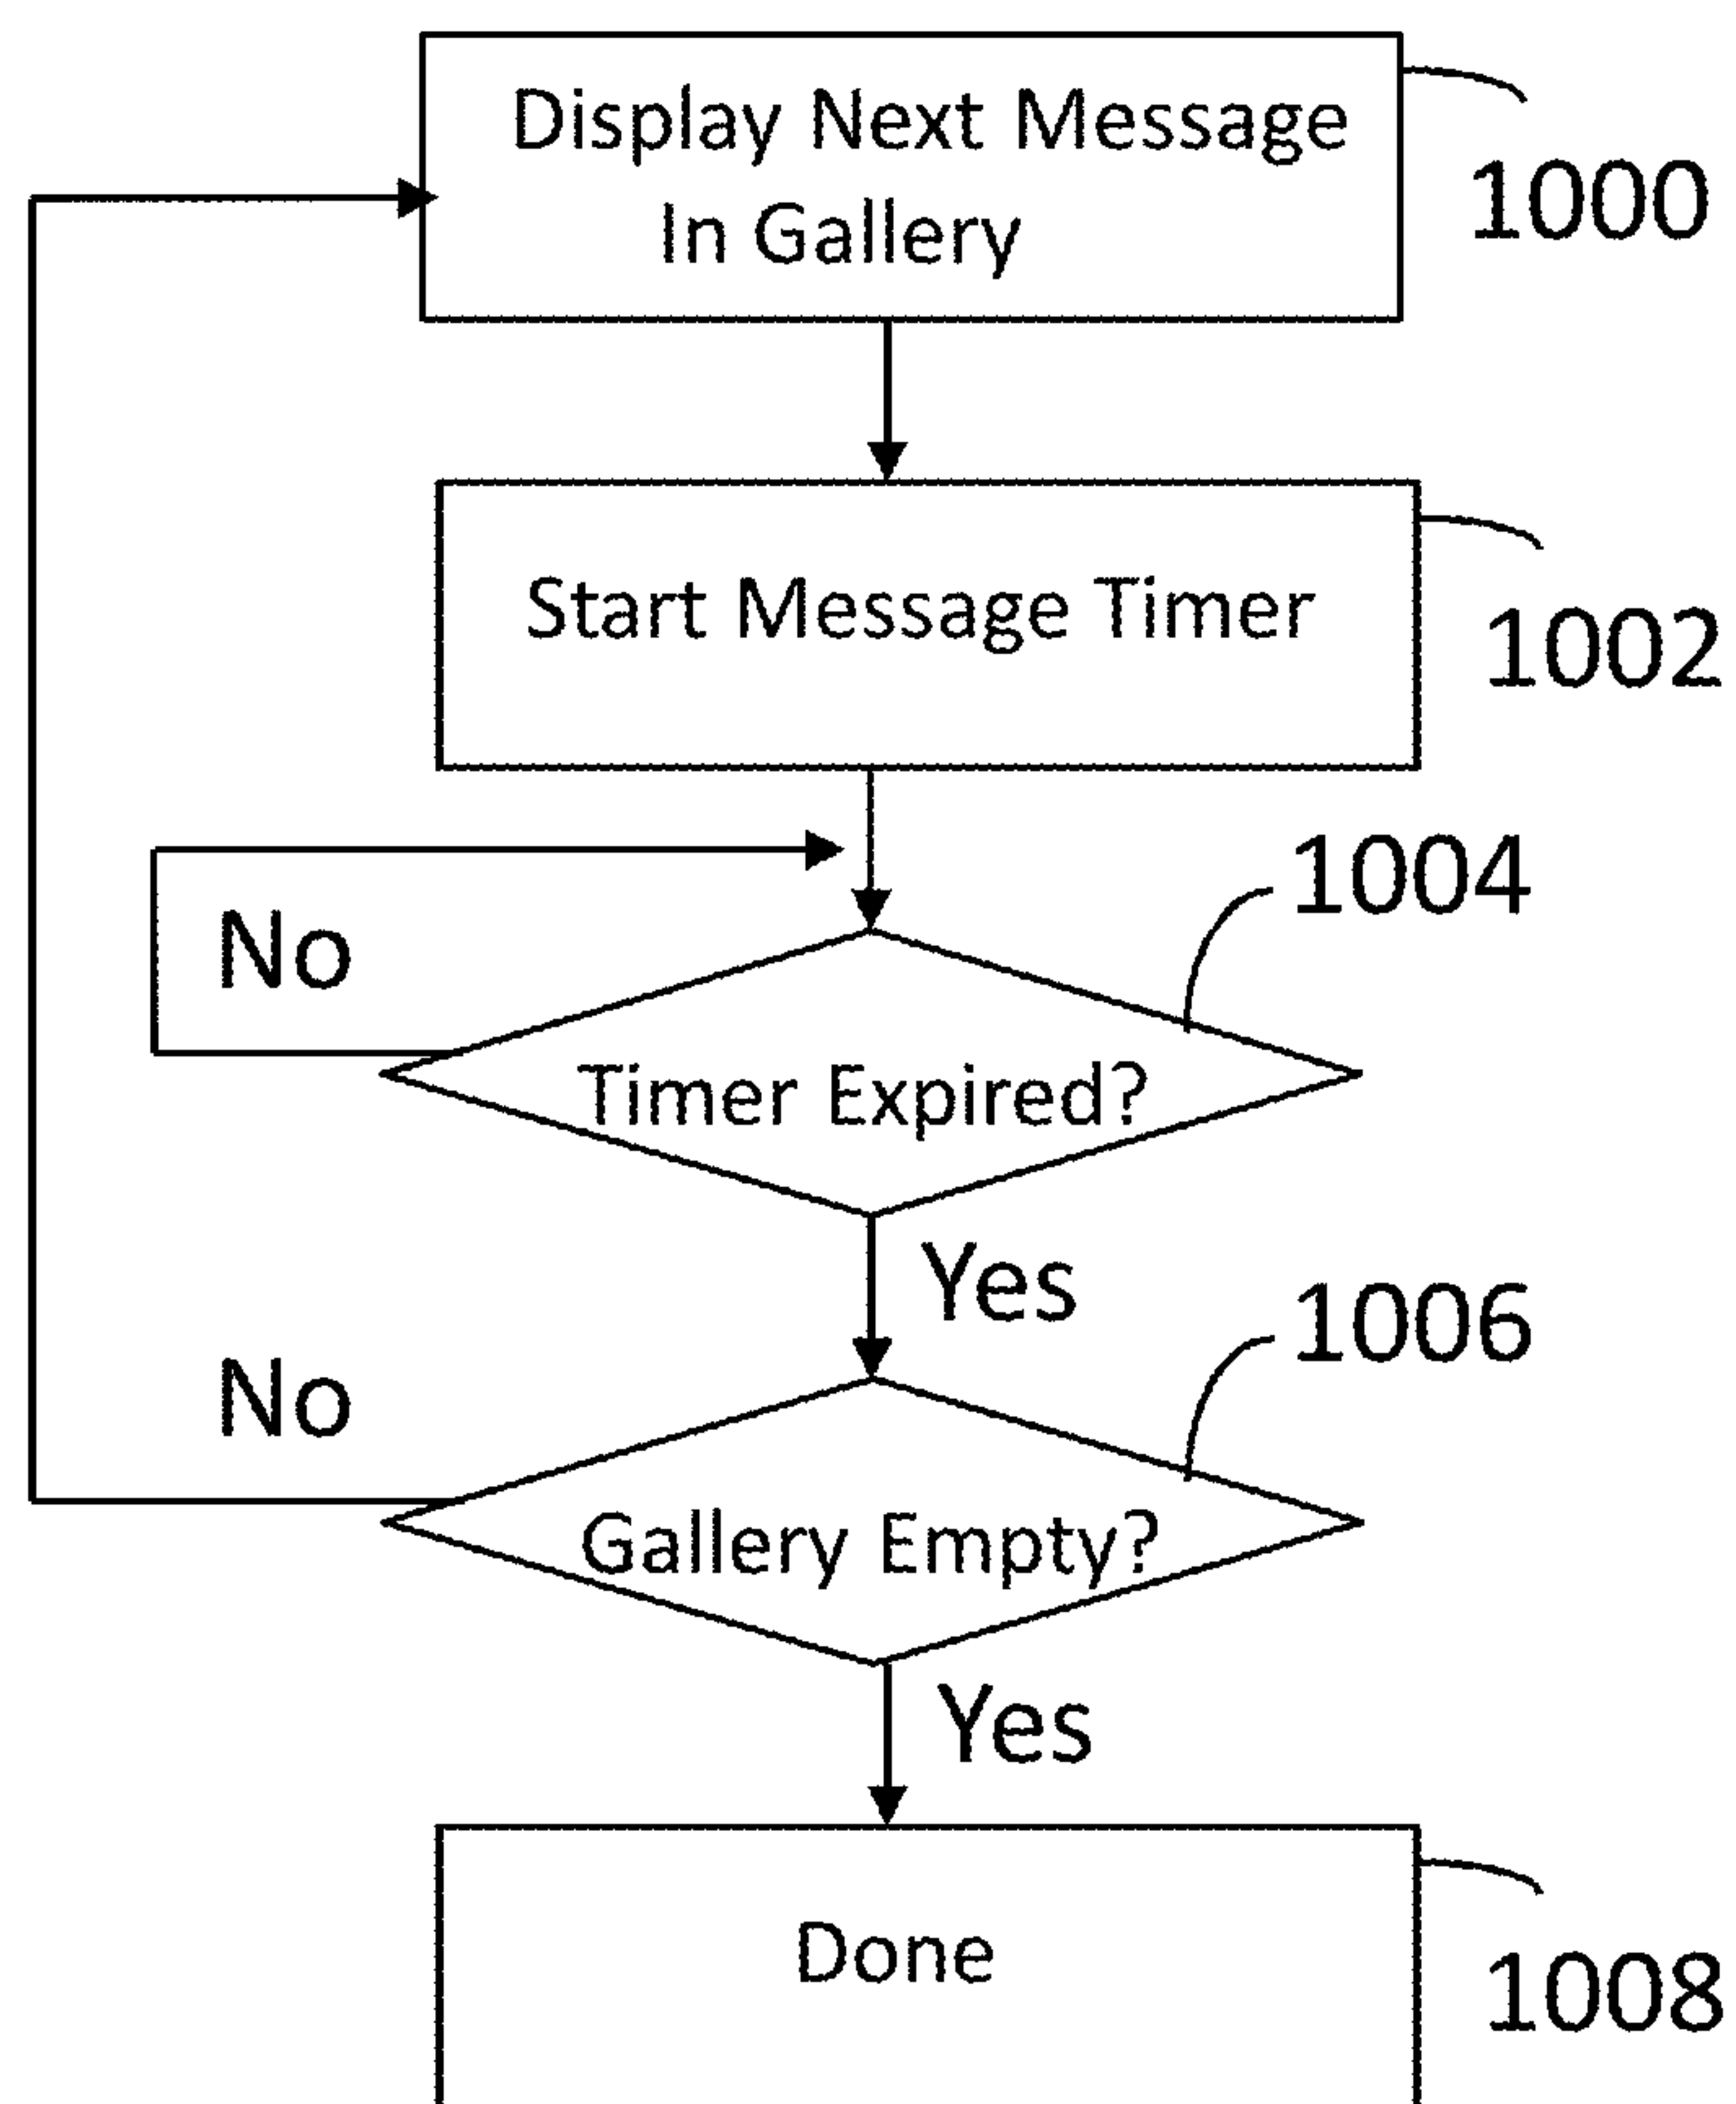 Display Next Message
In Gallery
1000
Start Message Timer
1002
1004
No
Timer Expired?
Yes
1006
No
Gallery Empty?
Yes
Done
1008